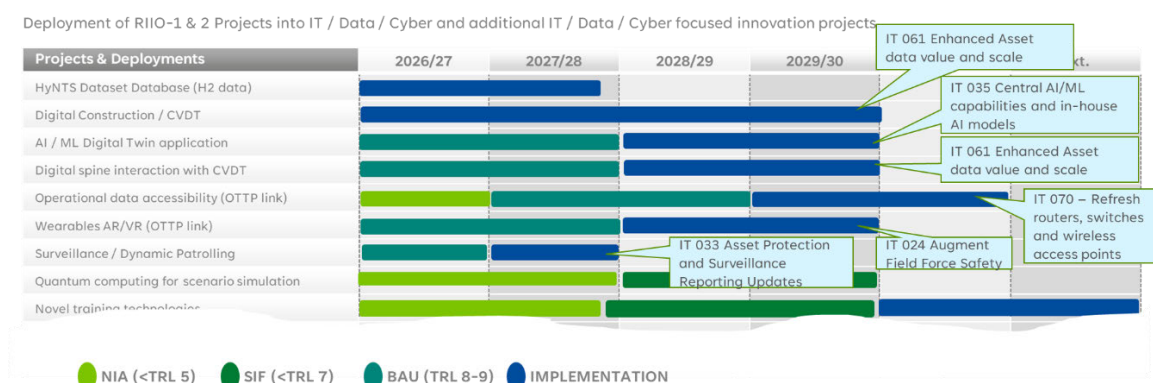 Deployment of RIIO-1 & 2 Projects into IT / Data / Cyber and additional IT / Data / Cyber focused innovation projects
Projects & Deployments
2026/27
2027/28
2028/29
2029/30
xt.
HyNTS Dataset Database (H2 data)
Digital Construction / CVDT
AI / ML Digital Twin application
Digital spine interaction with CVDT
Operational data accessibility (OTTP link)
Wearables AR/VR (OTTP link)
Surveillance / Dynamic Patrolling
Quantum computing for scenario simulation
Novel training technologies
IT 061 Enhanced Asset
data value and scale
IT 035 Central AI/ML
capabilities and in-house
AI models
IT 061 Enhanced Asset
data value and scale
IT 070 – Refresh
routers, switches
and wireless
access points
IT 033 Asset Protection
and Surveillance
Reporting Updates
IT 024 Augment
Field Force Safety
NIA (<TRL 5)
SIF (<TRL 7)
BAU (TRL 8-9)
IMPLEMENTATION